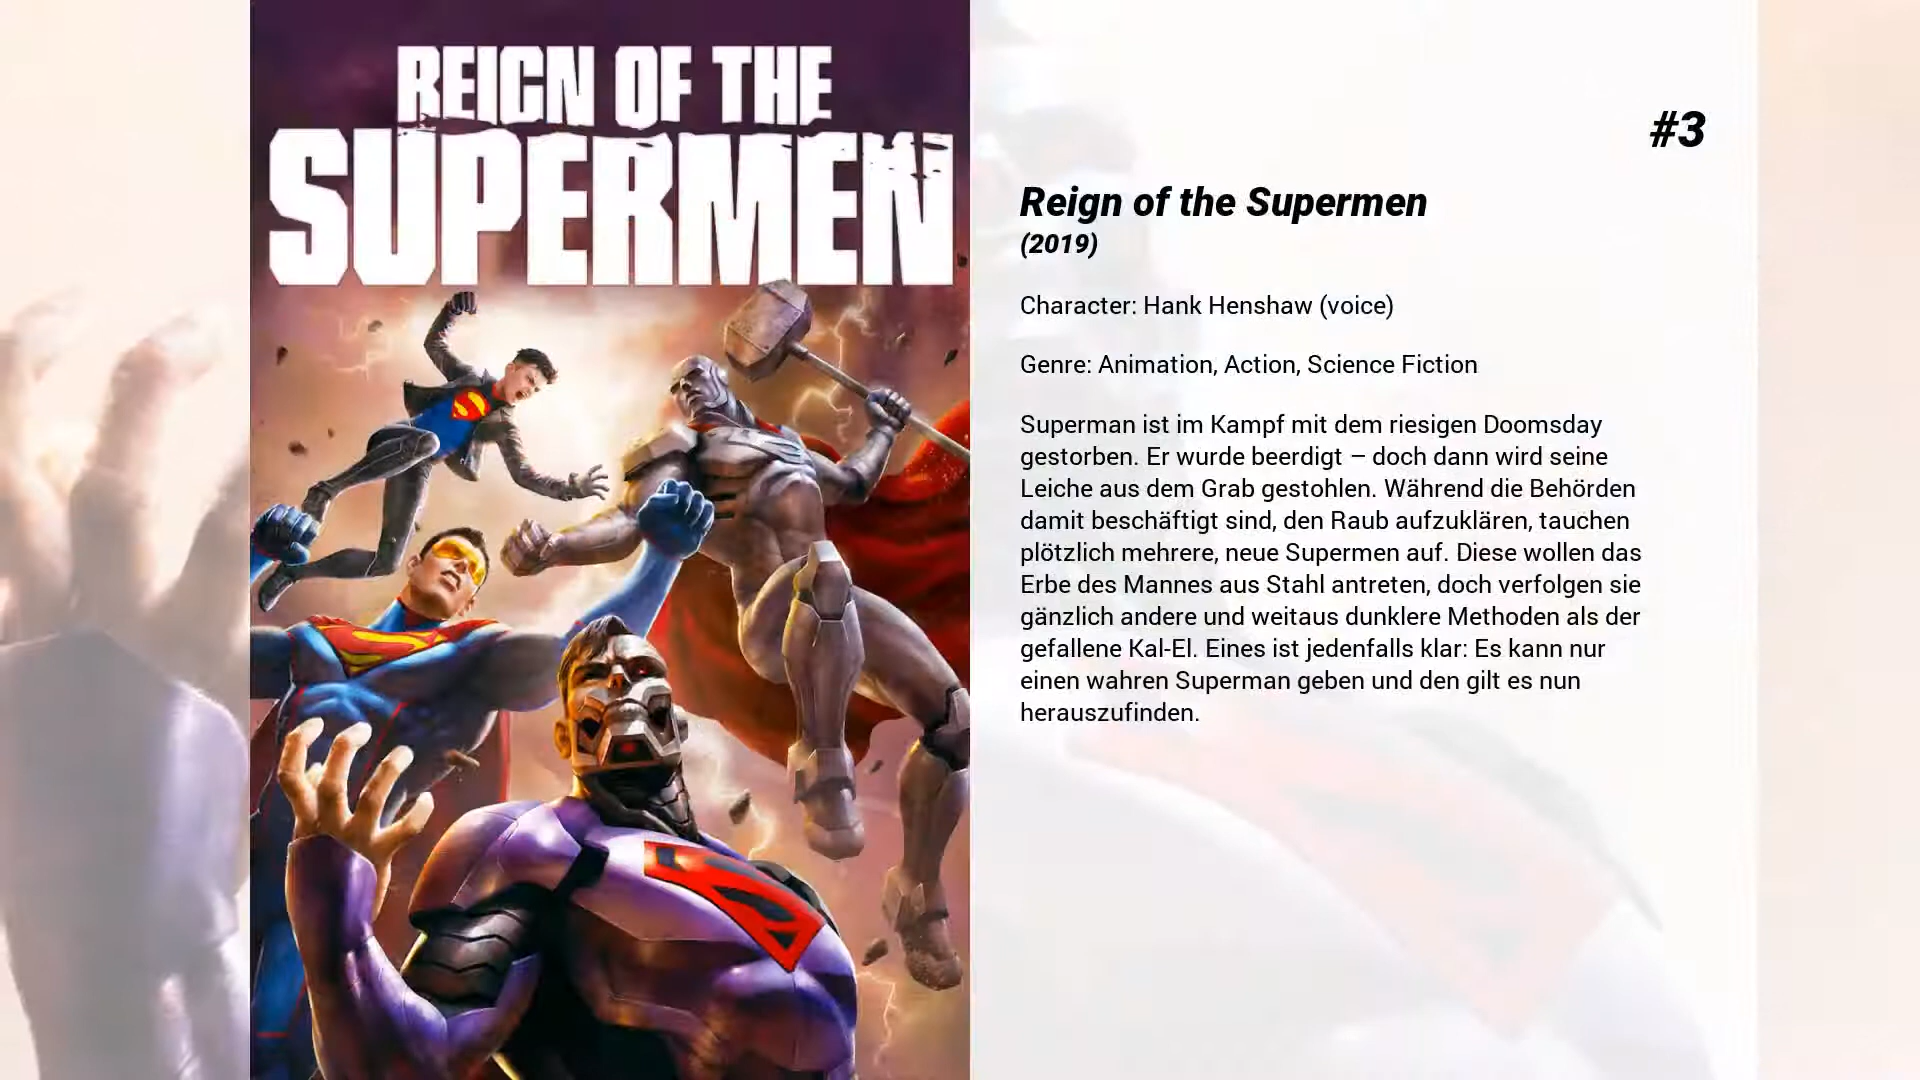 REIGN OF THE
SUPERMEN
#3
Reign of the Supermen
(2019)
Character: Hank Henshaw (voice)
Genre: Animation, Action, Science Fiction
Superman ist im Kampf mit dem riesigen Doomsday
gestorben. Er wurde beerdigt – doch dann wird seine
Leiche aus dem Grab gestohlen. Während die Behörden
damit beschäftigt sind, den Raub aufzuklären, tauchen
plötzlich mehrere, neue Supermen auf. Diese wollen das
Erbe des Mannes aus Stahl antreten, doch verfolgen sie
gänzlich andere und weitaus dunklere Methoden als der
gefallene Kal-El. Eines ist jedenfalls klar: Es kann nur
einen wahren Superman geben und den gilt es nun
herauszufinden.